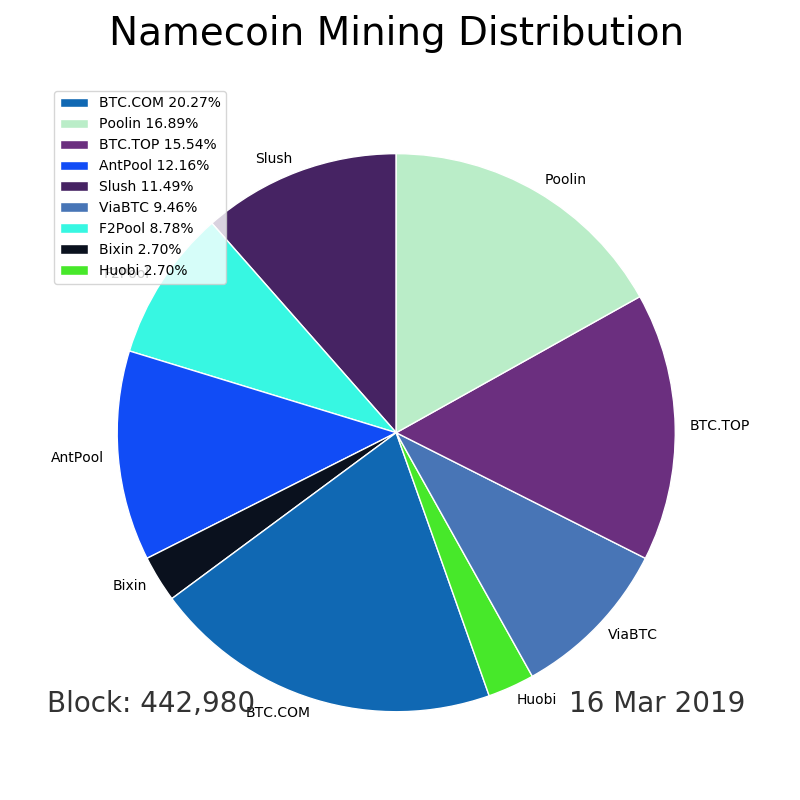 Namecoin Mining Distribution
BTC.COM 20.27%
Poolin 16.89%
BTC.TOP 15.54%
AntPool 12.16%
Slush 11.49%
ViaBTC 9.46%
F2Pool 8.78%
Bixin 2.70%
Huobi 2.70%
Slush
Poolin
BTC.TOP
AntPool
Bixin
ViaBTC
Huobi
BTC.COM
Block: 442,980
16 Mar 2019